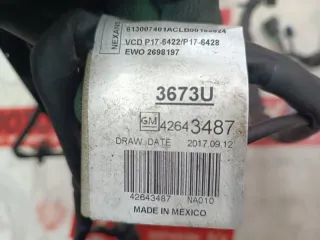 NEXANS
VCD P17-6422/P17-6428
EWO 2698197
3673U
GM 42643487
DRAW. DATE 2017.09.12
42643487 NA010
MADE IN MEXICO